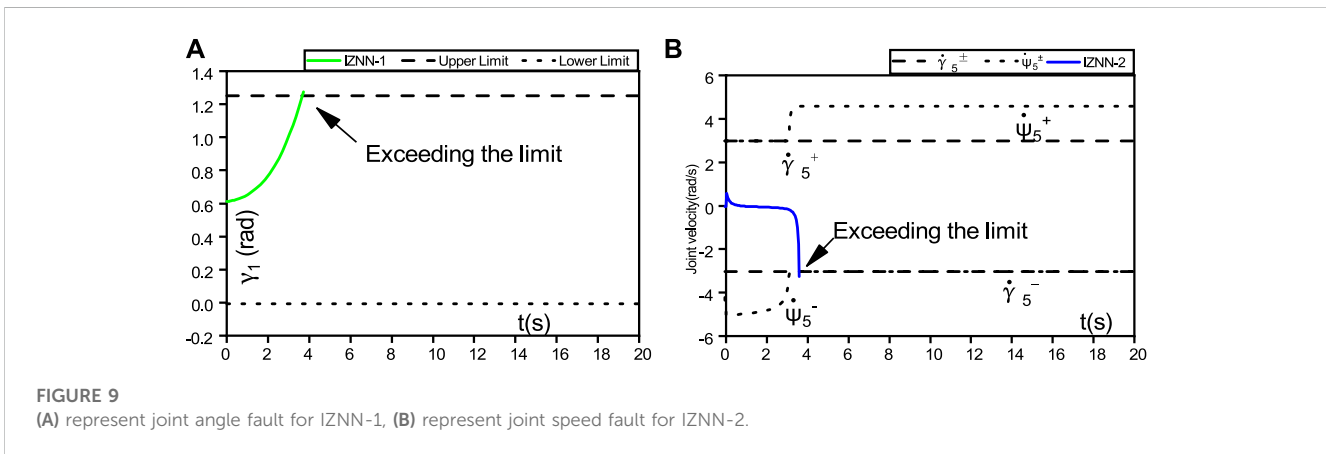 A
IZNN-1 Upper Limit Lower Limit
1.4
1.2
1.0
0.8
0.6
0.4
0.2
0.0
-0.2
γ₁ (rad)
Exceeding the limit
t(s)
0 2 4 6 8 10 12 14 16 18 20
B
γ̇ ₅± ψ̇₅± IZNN-2
6
4
2
0
-2
-4
-6
Joint velocity(rad/s)
ψ̇₅⁺
γ̇ ₅⁺
Exceeding the limit
γ̇ ₅⁻
ψ̇₅⁻
t(s)
0 2 4 6 8 10 12 14 16 18 20
FIGURE 9
(A) represent joint angle fault for IZNN-1, (B) represent joint speed fault for IZNN-2.